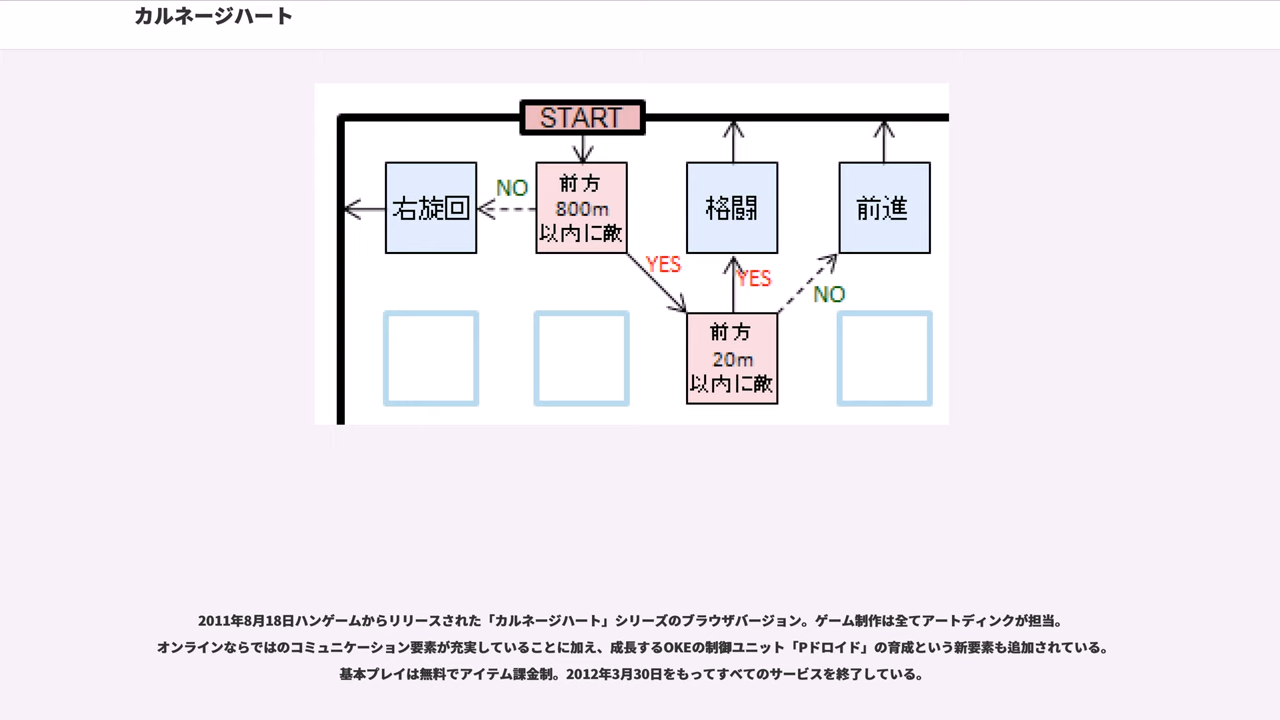 カルネージハート
START
右旋回
NO
前方
800m
以内に敵
格闘
前進
YES
YES
NO
前方
20m
以内に敵
2011年8月18日ハンゲームからリリースされた「カルネージハート」シリーズのブラウザバージョン。ゲーム制作は全てアートディンクが担当。
オンラインならではのコミュニケーション要素が充実していることに加え、成長するOKEの制御ユニット「Pドロイド」の育成という新要素も追加されている。
基本プレイは無料でアイテム課金制。2012年3月30日をもってすべてのサービスを終了している。